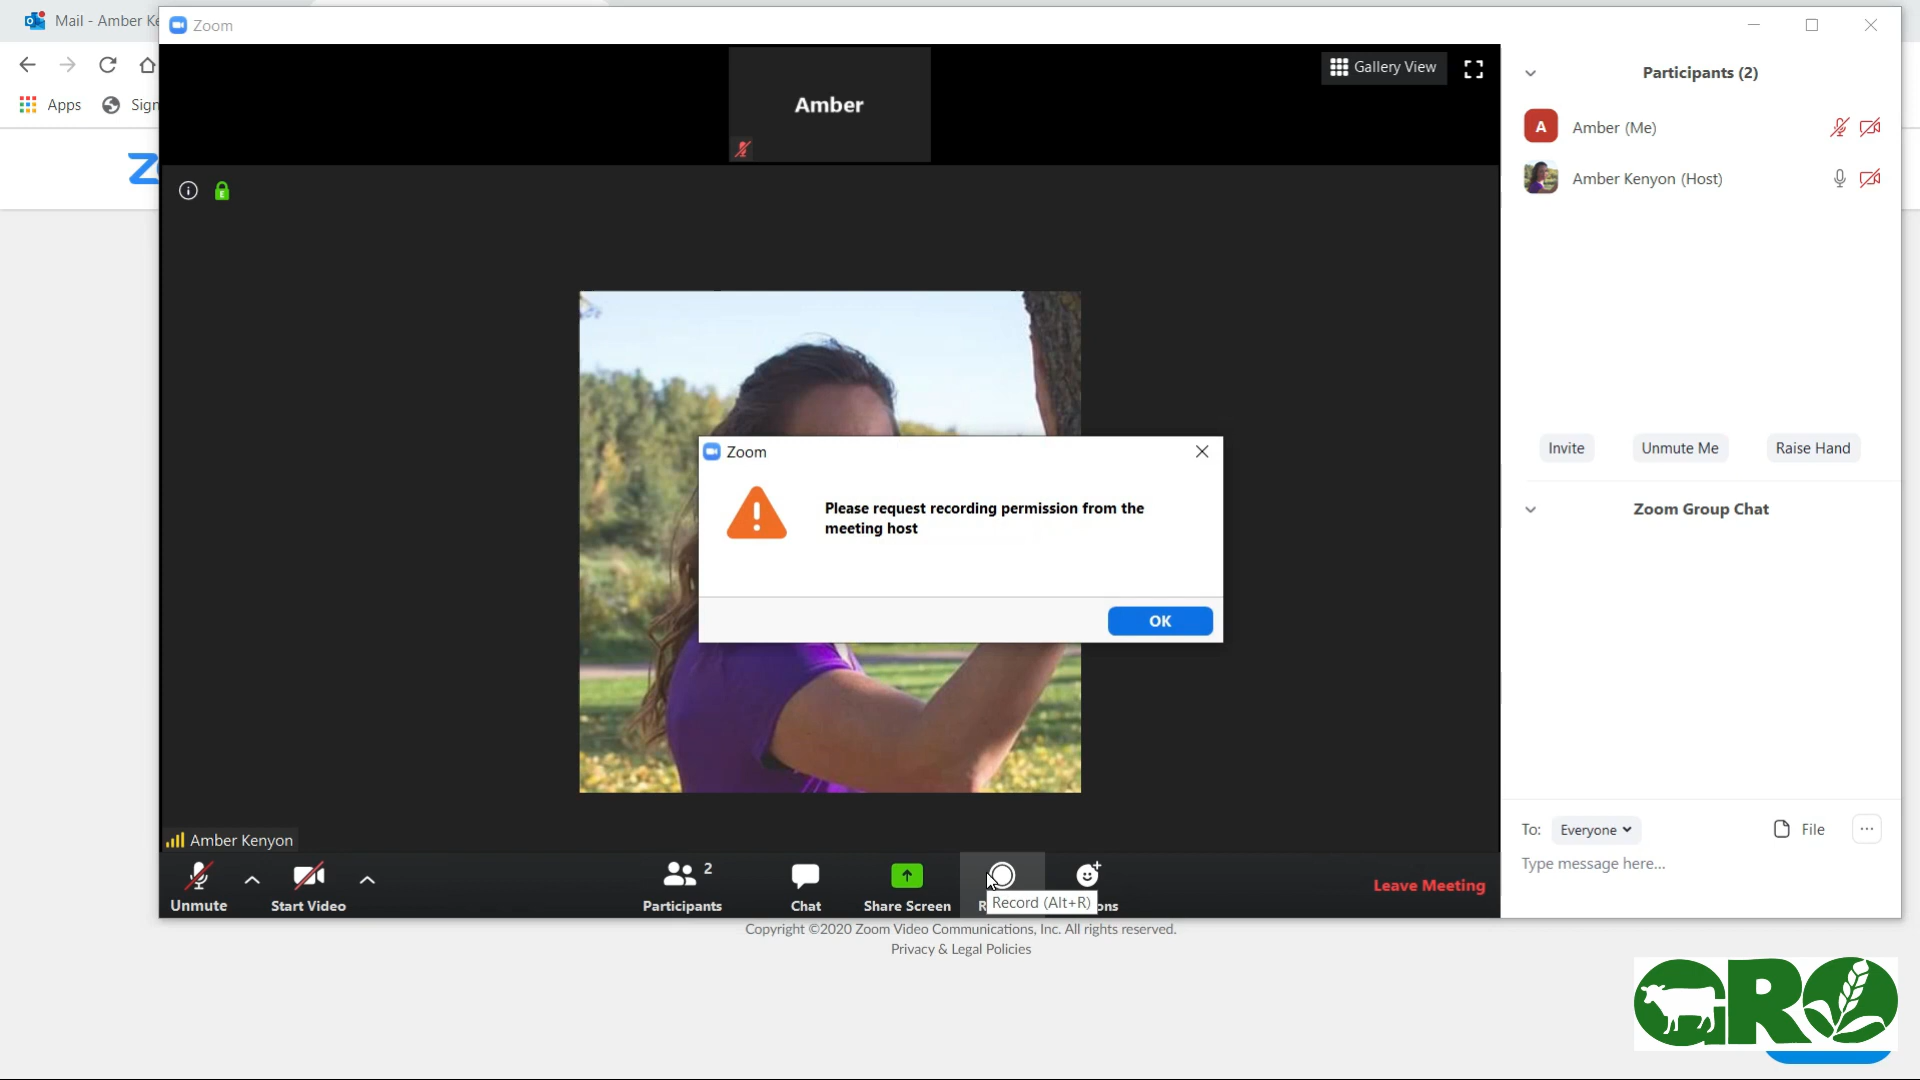 Mail - Amber Ke
Zoom
Apps
Sign
Z
Amber
Gallery View
Participants (2)
A
Amber (Me)
Amber Kenyon (Host)
E
Invite
Unmute Me
Raise Hand
Zoom
Please request recording permission from the
meeting host
OK
Zoom Group Chat
To:
Everyone
File
Type message here...
Amber Kenyon
Unmute
Start Video
2
Participants
Chat
Share Screen
Record (Alt+R)
Leave Meeting
Copyright ©2020 Zoom Video Communications, Inc. All rights reserved.
Privacy & Legal Policies
GRO